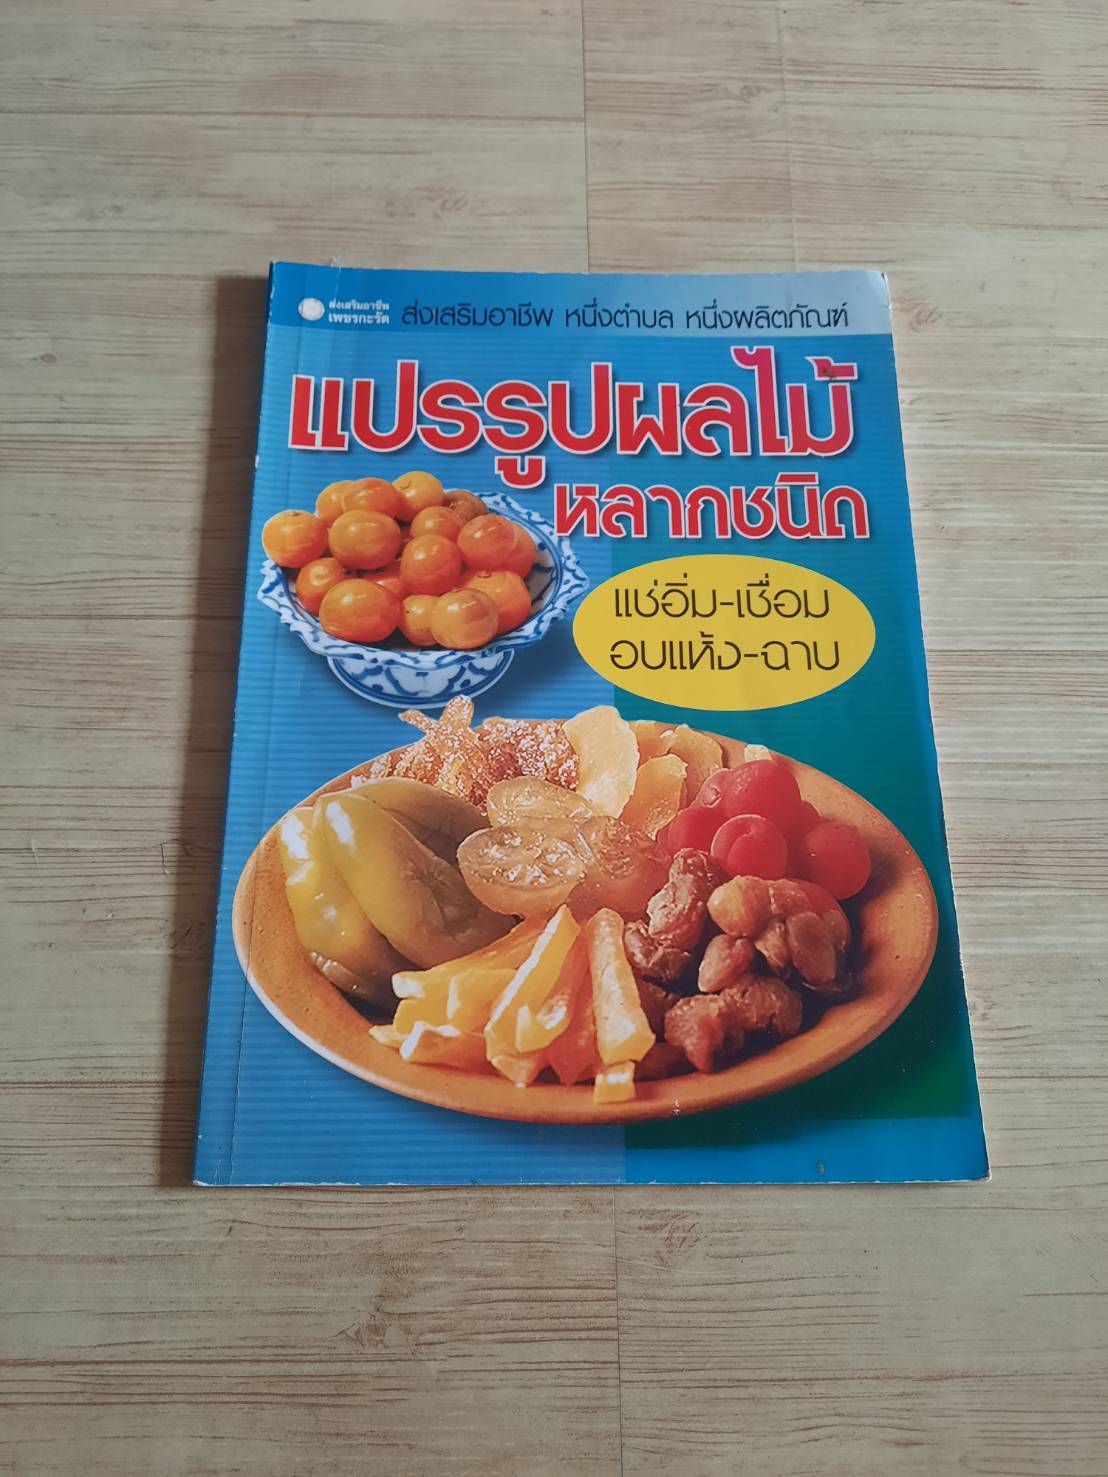 ส่งเสริมอาชีพ
เพชรกะรัต
ส่งเสริมอาชีพ หนึ่งตำบล หนึ่งผลิตภัณฑ์
แปรรูปผลไม้
หลากชนิด
แช่อิ่ม-เชื่อม
อบแห้ง-ฉาบ